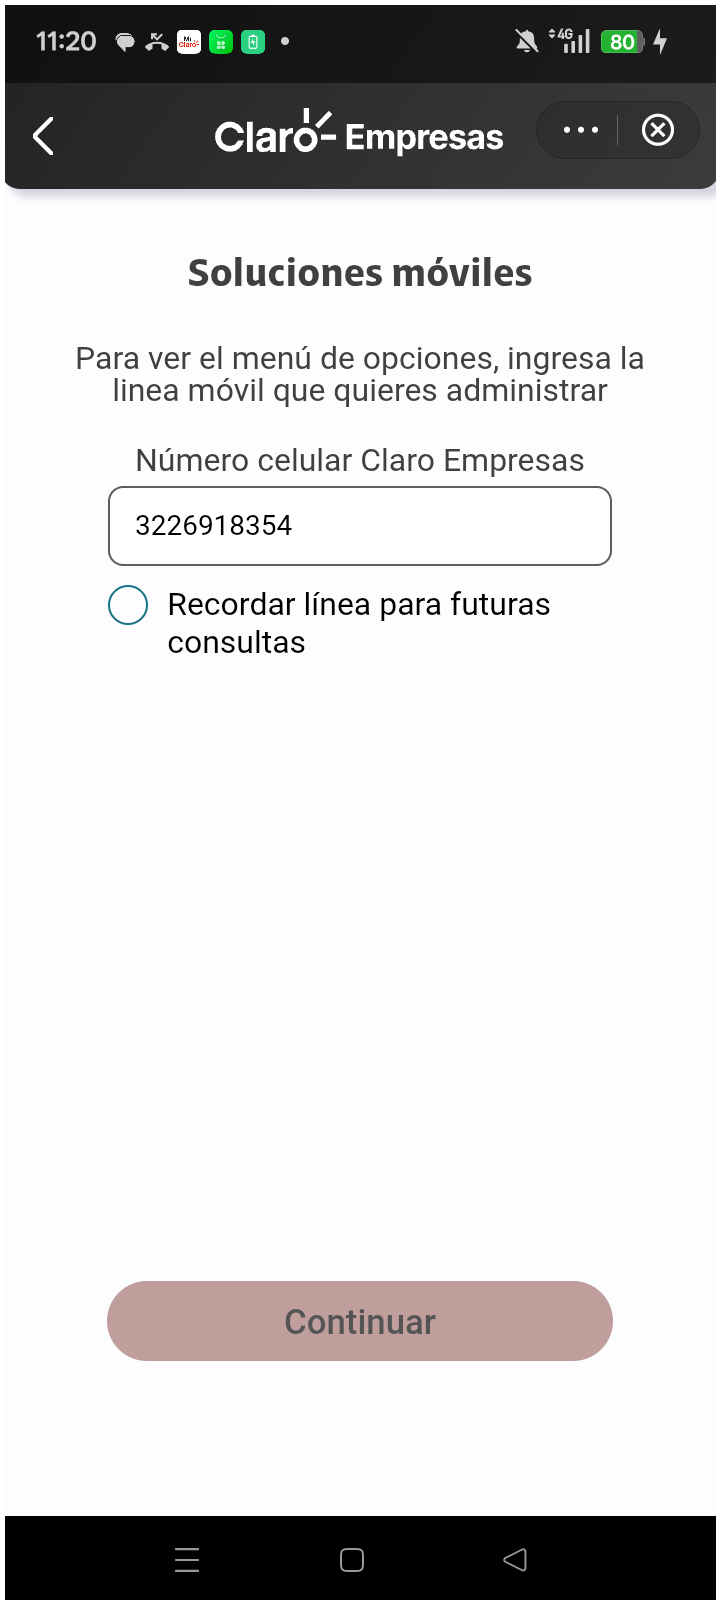 11:20
4G
80
Claro Empresas
Soluciones móviles
Para ver el menú de opciones, ingresa la
linea móvil que quieres administrar
Número celular Claro Empresas
3226918354
Recordar línea para futuras
consultas
Continuar